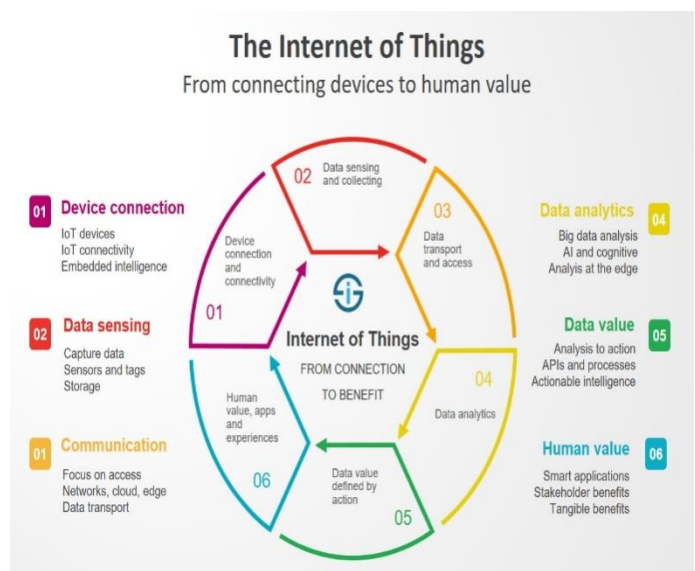 The Internet of Things
From connecting devices to human value
01 Device connection
IoT devices
IoT connectivity
Embedded intelligence
02 Data sensing
Capture data
Sensors and tags
Storage
01 Communication
Focus on access
Networks, cloud, edge
Data transport
Device
connection
and
connectivity
01
02 Data sensing
and collecting
03
Data
transport
and access
04
Data analytics
Data value
defined by
action
05
Human
value, apps
and
experiences
06
Internet of Things
FROM CONNECTION
TO BENEFIT
Data analytics 04
Big data analysis
AI and cognitive
Analyis at the edge
Data value 05
Analysis to action
APIs and processes
Actionable intelligence
Human value 06
Smart applications
Stakeholder benefits
Tangible benefits